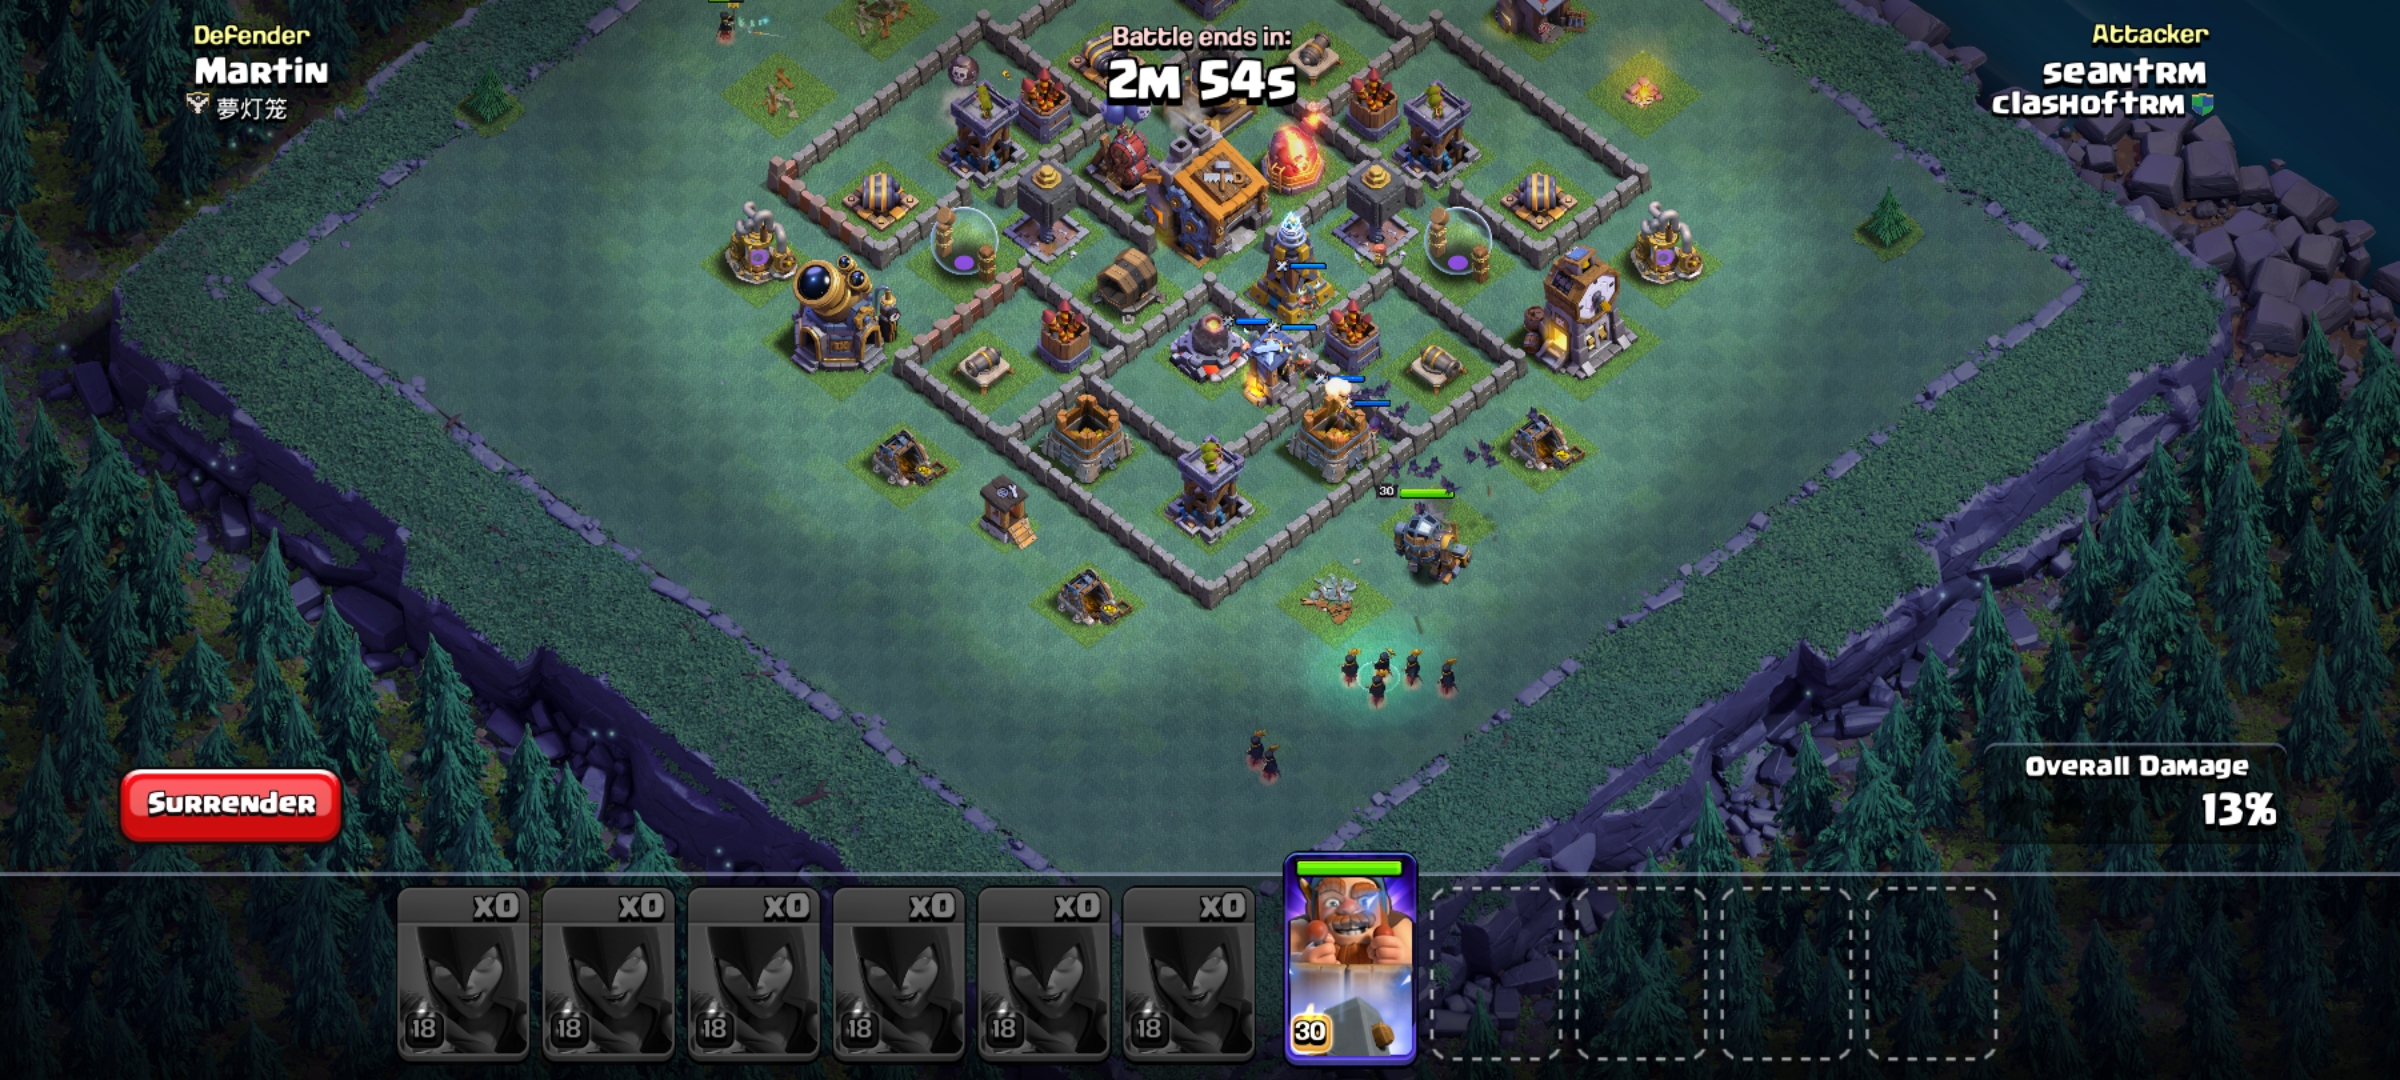 Defender
Martin
夢灯笼
Battle ends in:
2m 54s
Attacker
seantrm
clashoftrm
30
Surrender
Overall Damage
13%
x0
x0
x0
x0
x0
x0
18
18
18
18
18
18
30